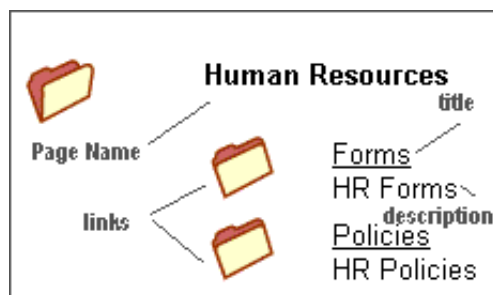 Human Resources
title
Page Name
Forms
HR Forms
links
description
Policies
HR Policies